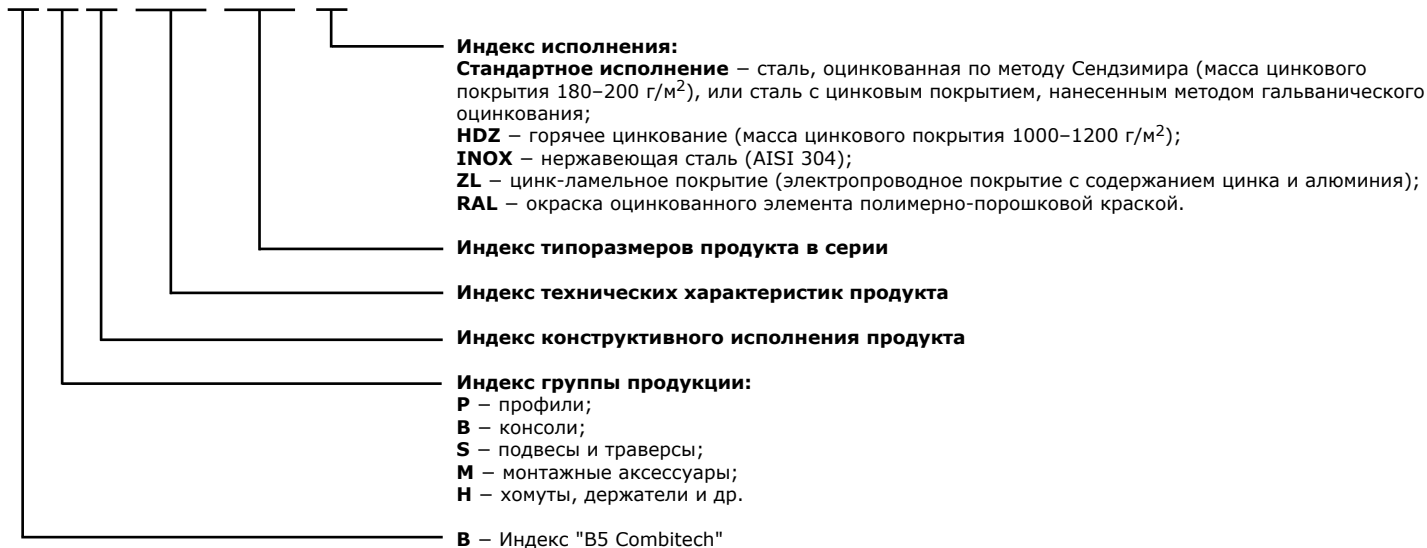 Индекс исполнения:
Стандартное исполнение − сталь, оцинкованная по методу Сендзимира (масса цинкового
покрытия 180–200 г/м2), или сталь с цинковым покрытием, нанесенным методом гальванического
оцинкования;
HDZ − горячее цинкование (масса цинкового покрытия 1000–1200 г/м2);
INOX − нержавеющая сталь (AISI 304);
ZL − цинк-ламельное покрытие (электропроводное покрытие с содержанием цинка и алюминия);
RAL − окраска оцинкованного элемента полимерно-порошковой краской.
Индекс типоразмеров продукта в серии
Индекс технических характеристик продукта
Индекс конструктивного исполнения продукта
Индекс группы продукции:
P − профили;
B − консоли;
S − подвесы и траверсы;
M − монтажные аксессуары;
H − хомуты, держатели и др.
B − Индекс "B5 Combitech"